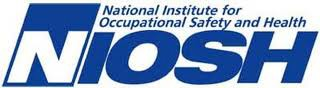 National Institute for
Occupational Safety and Health
NIOSH